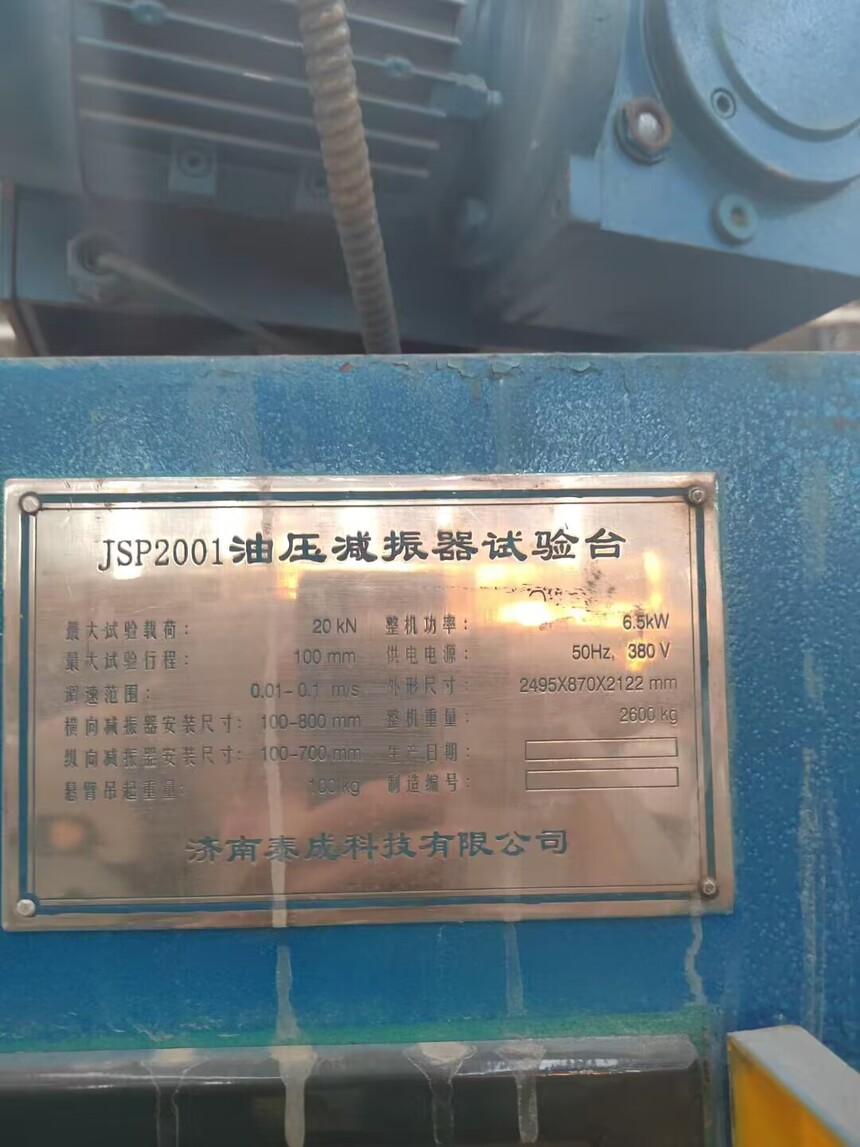 JSP2001油压减振器试验台
最大试验载荷： 20 kN 整机功率： 6.5kW
最大试验行程： 100 mm 供电电源： 50Hz, 380 V
调速范围： 0.01-0.1 m/s 外形尺寸： 2495X870X2122 mm
横向减振器安装尺寸： 100-800 mm 整机重量： 2600 kg
纵向减振器安装尺寸： 100-700 mm 生产日期：
悬臂吊起重量： 100 kg 制造编号：
济南泰成科技有限公司